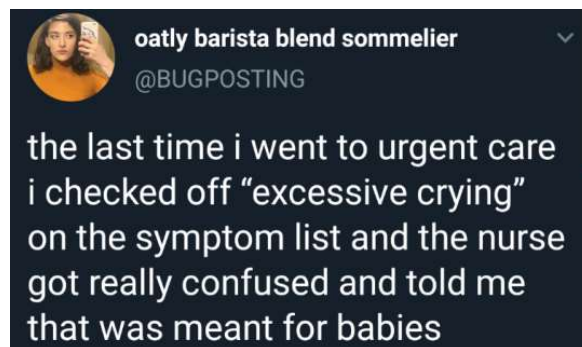 oatly barista blend sommelier
@BUGPOSTING
the last time i went to urgent care
i checked off “excessive crying”
on the symptom list and the nurse
got really confused and told me
that was meant for babies